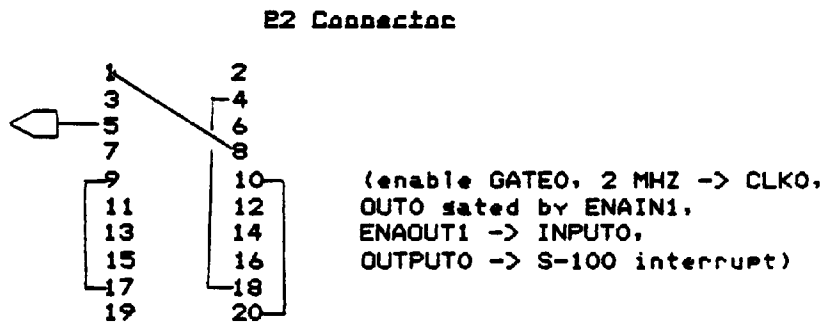 P2 Connector
1 2
3 4
5 6
7 8
9 10 (enable GATE0, 2 MHZ -> CLK0,
11 12 OUT0 gated by ENAIN1,
13 14 ENAOUT1 -> INPUT0,
15 16 OUTPUT0 -> S-100 interrupt)
17 18
19 20